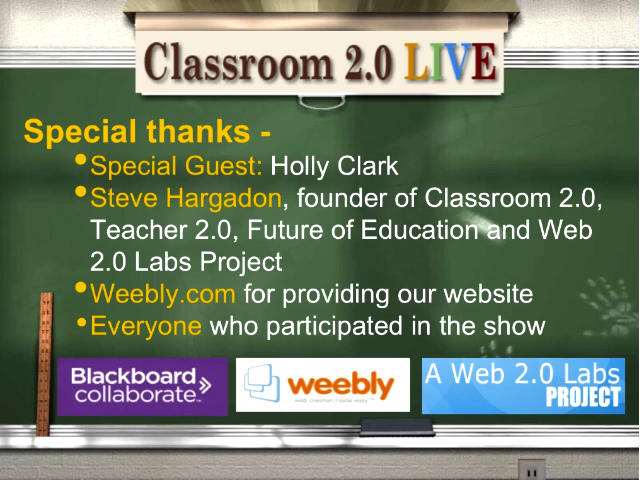 Classroom 2.0 LIVE
Special thanks -
•Special Guest: Holly Clark
•Steve Hargadon, founder of Classroom 2.0,
Teacher 2.0, Future of Education and Web
2.0 Labs Project
•Weebly.com for providing our website
•Everyone who participated in the show
Blackboard
collaborate™
weebly
web creation made easy™
A Web 2.0 Labs
PROJECT